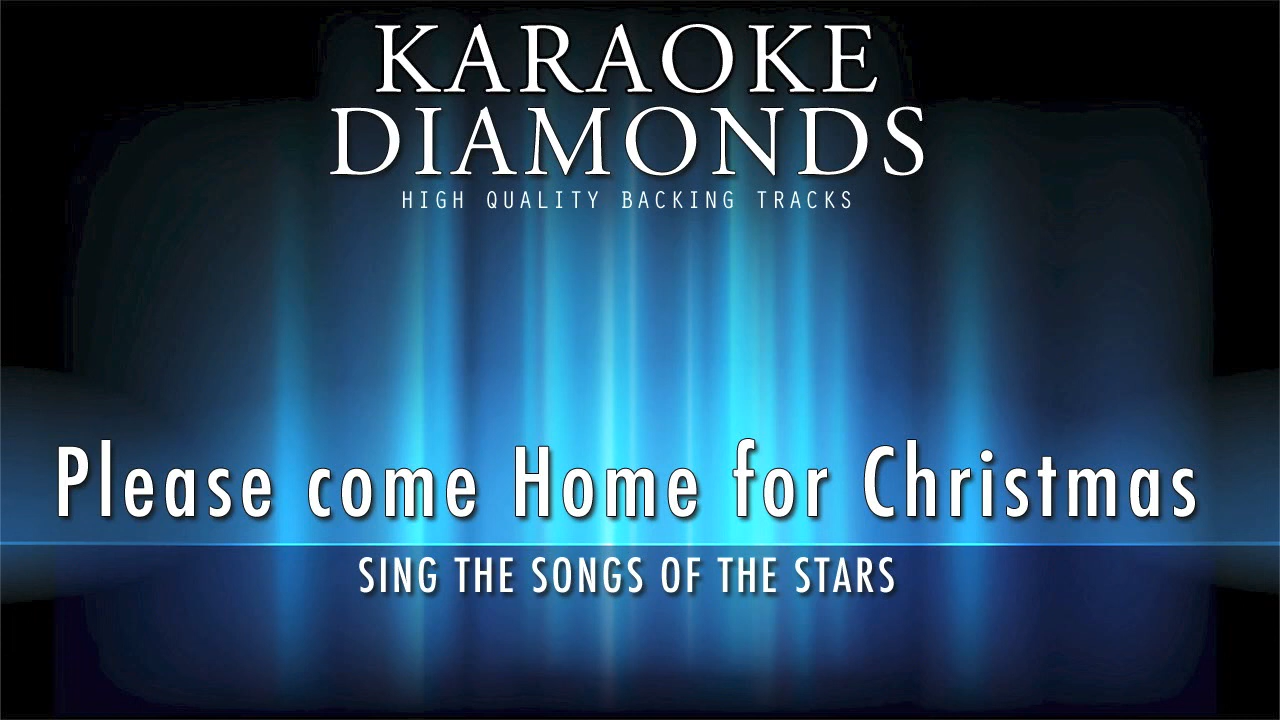 KARAOKE
DIAMONDS
HIGH QUALITY BACKING TRACKS
Please come Home for Christmas
SING THE SONGS OF THE STARS